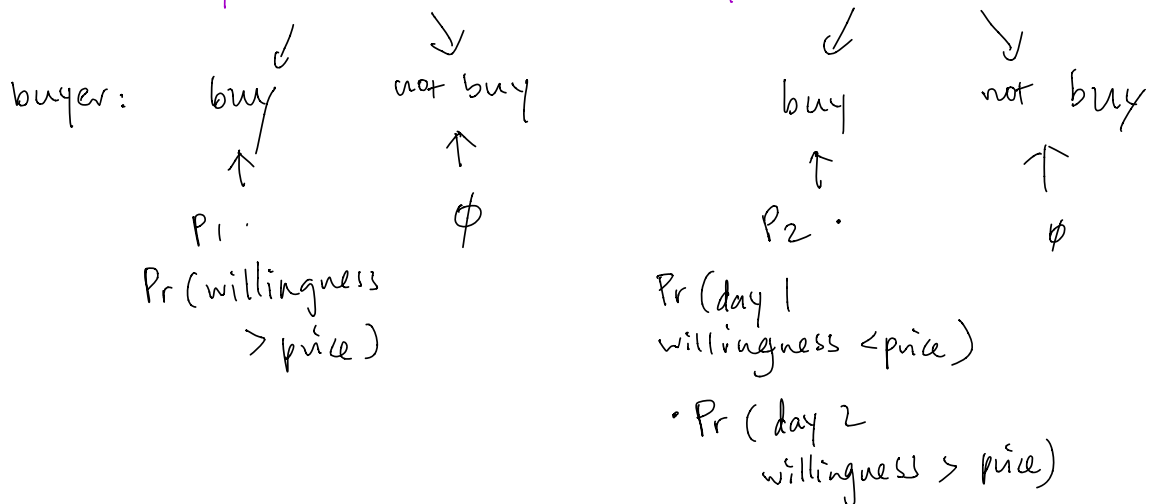 buyer: buy not buy buy not buy
P1 · ϕ P2 · ϕ
Pr (willingness
> price)
Pr (day 1
willingness < price)
· Pr ( day 2
willingness > price)